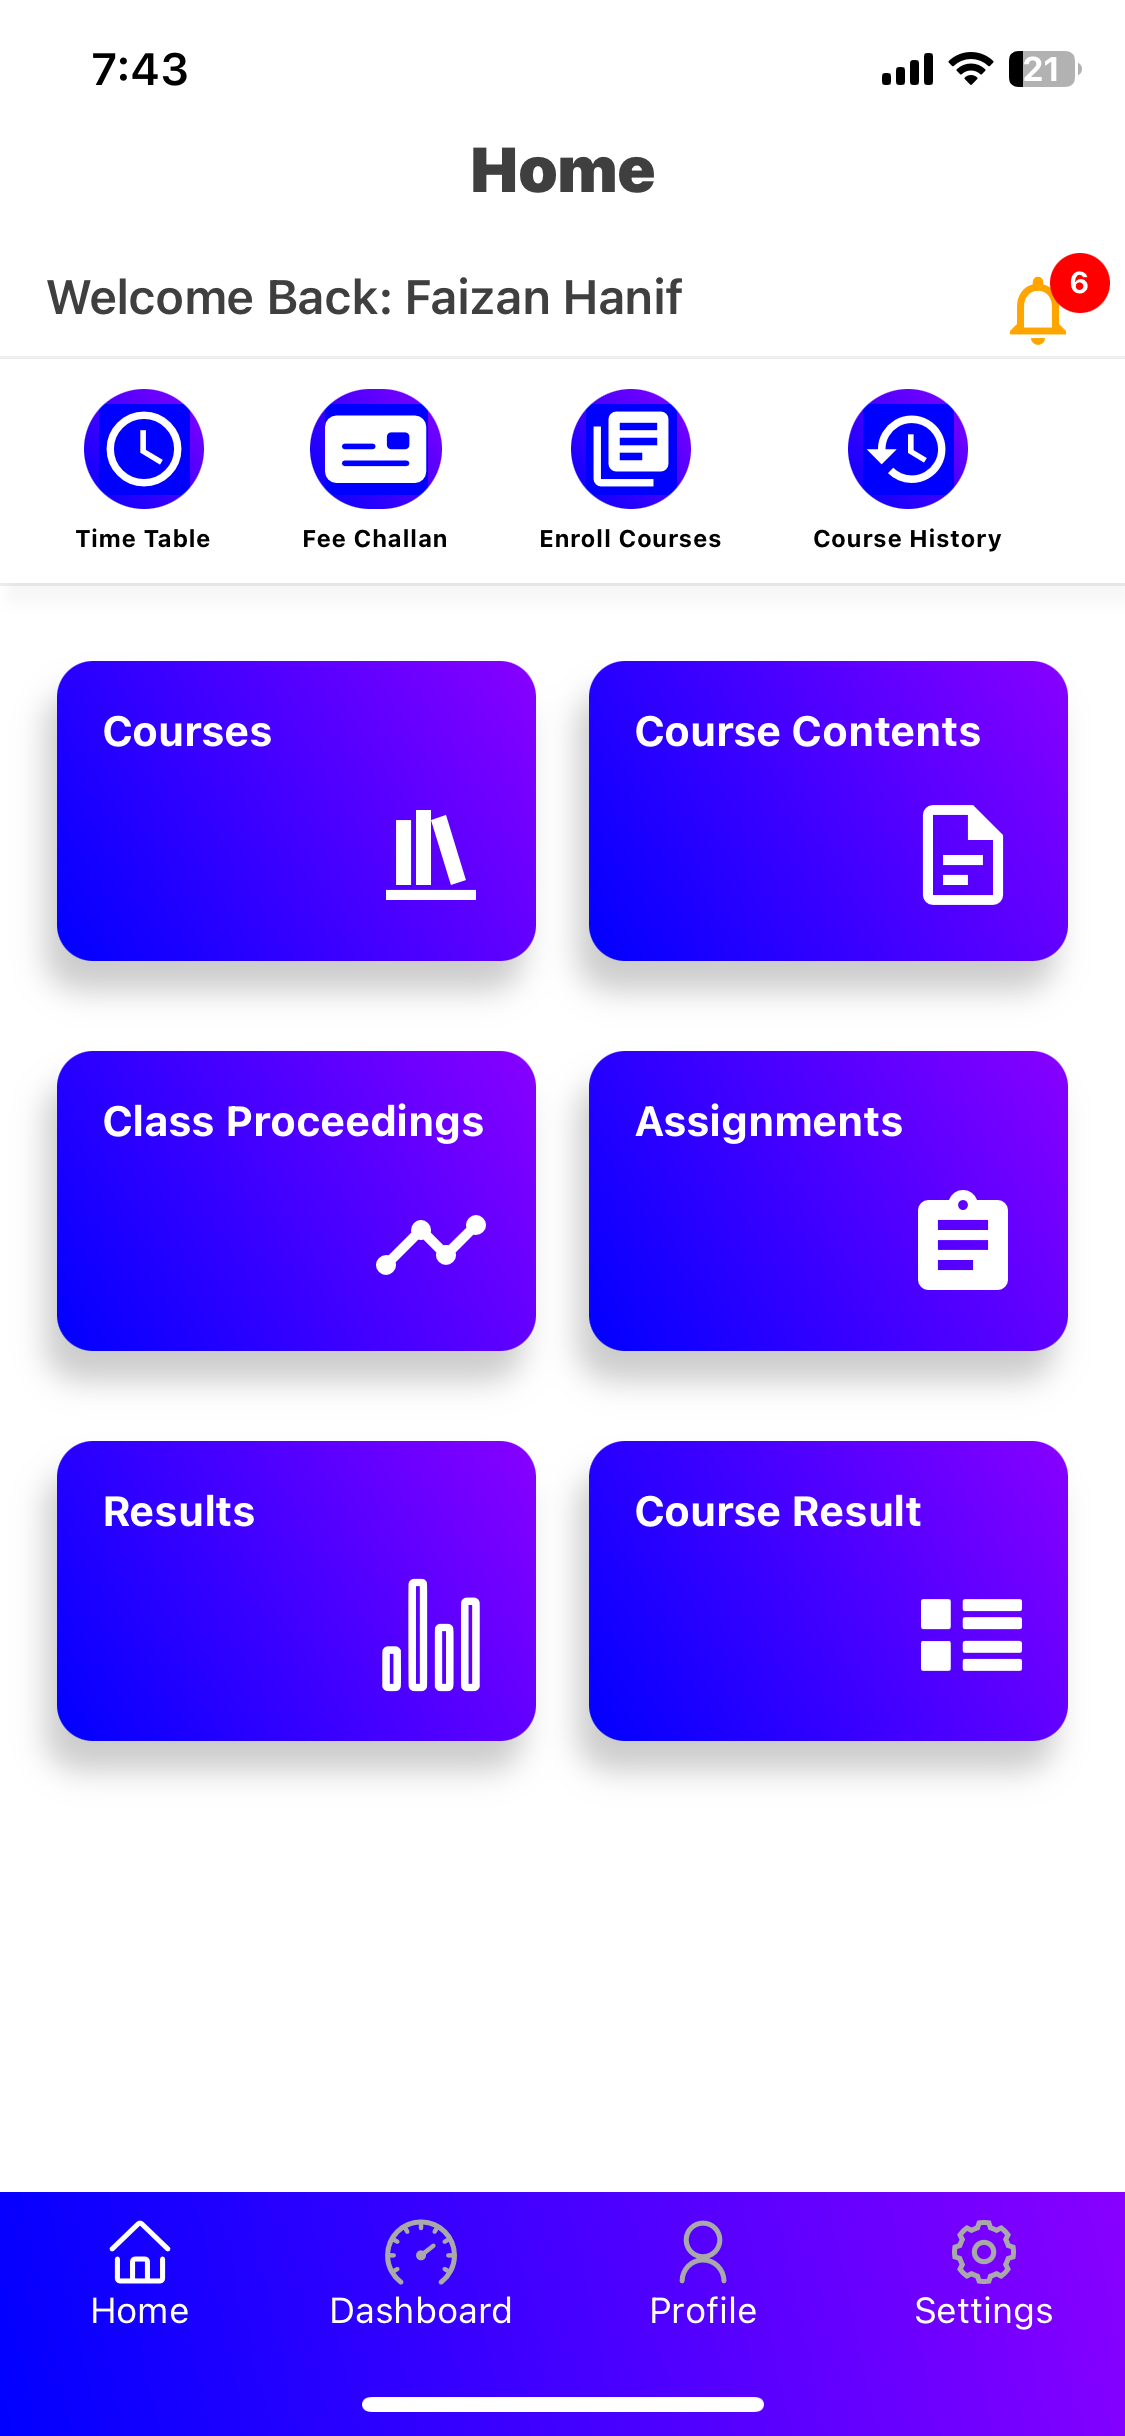 7:43
21
Home
Welcome Back: Faizan Hanif
6
Time Table
Fee Challan
Enroll Courses
Course History
Courses
Course Contents
Class Proceedings
Assignments
Results
Course Result
Home
Dashboard
Profile
Settings